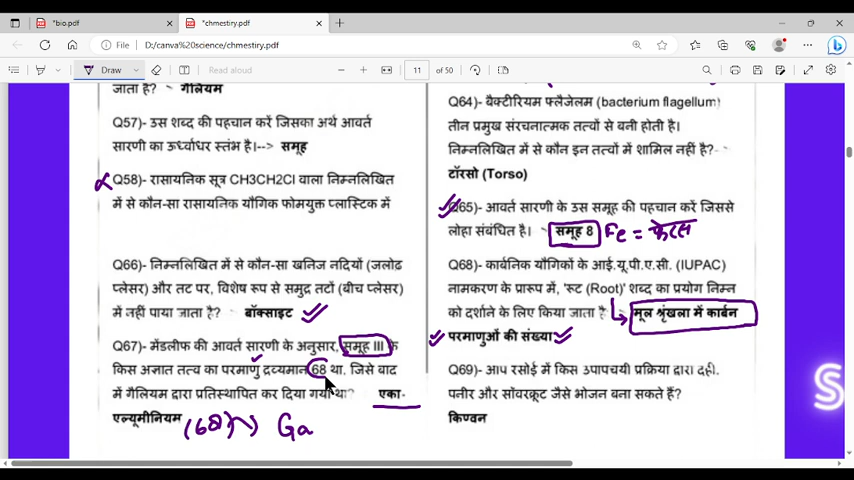 *bio.pdf
*chmestiry.pdf
File
D:/canva%20science/chmestiry.pdf
Draw
Read aloud
11
of 50
जाता है? गैलियम
Q57)- उस शब्द की पहचान करें जिसका अर्थ आवर्त
सारणी का ऊर्ध्वाधर स्तंभ है।--> समूह
Q58)- रासायनिक सूत्र CH3CH2Cl वाला निम्नलिखित
में से कौन-सा रासायनिक यौगिक फोमयुक्त प्लास्टिक में
Q66)- निम्नलिखित में से कौन-सा खनिज नदियों (जलोढ़
प्लेसर) और तट पर, विशेष रूप से समुद्र तटों (बीच प्लेसर)
में नहीं पाया जाता है? बॉक्साइट
Q67)- मेंडलीफ की आवर्त सारणी के अनुसार, समूह III के
किस अज्ञात तत्व का परमाणु द्रव्यमान 68 था. जिसे बाद
में गैलियम द्वारा प्रतिस्थापित कर दिया गया था? एका-
एल्यूमीनियम
(68) Ga
Q64)- बैक्टीरियम फ्लैजेलम (bacterium flagellum)
तीन प्रमुख संरचनात्मक तत्वों से बनी होती है।
निम्नलिखित में से कौन इन तत्वों में शामिल नहीं है?-
टॉरसो (Torso)
Q65)- आवर्त सारणी के उस समूह की पहचान करें जिससे
लोहा संबंधित है। समूह 8 Fe =
Q68)- कार्बनिक यौगिकों के आई.यू.पी.ए.सी. (IUPAC)
नामकरण के प्रारूप में, 'रूट (Root)' शब्द का प्रयोग निम्न
को दर्शाने के लिए किया जाता है मूल श्रृंखला में कार्बन
परमाणुओं की संख्या
Q69)- आप रसोई में किस उपापचयी प्रक्रिया द्वारा दही.
पनीर और सॉवरक्रूट जैसे भोजन बना सकते हैं?
किण्वन